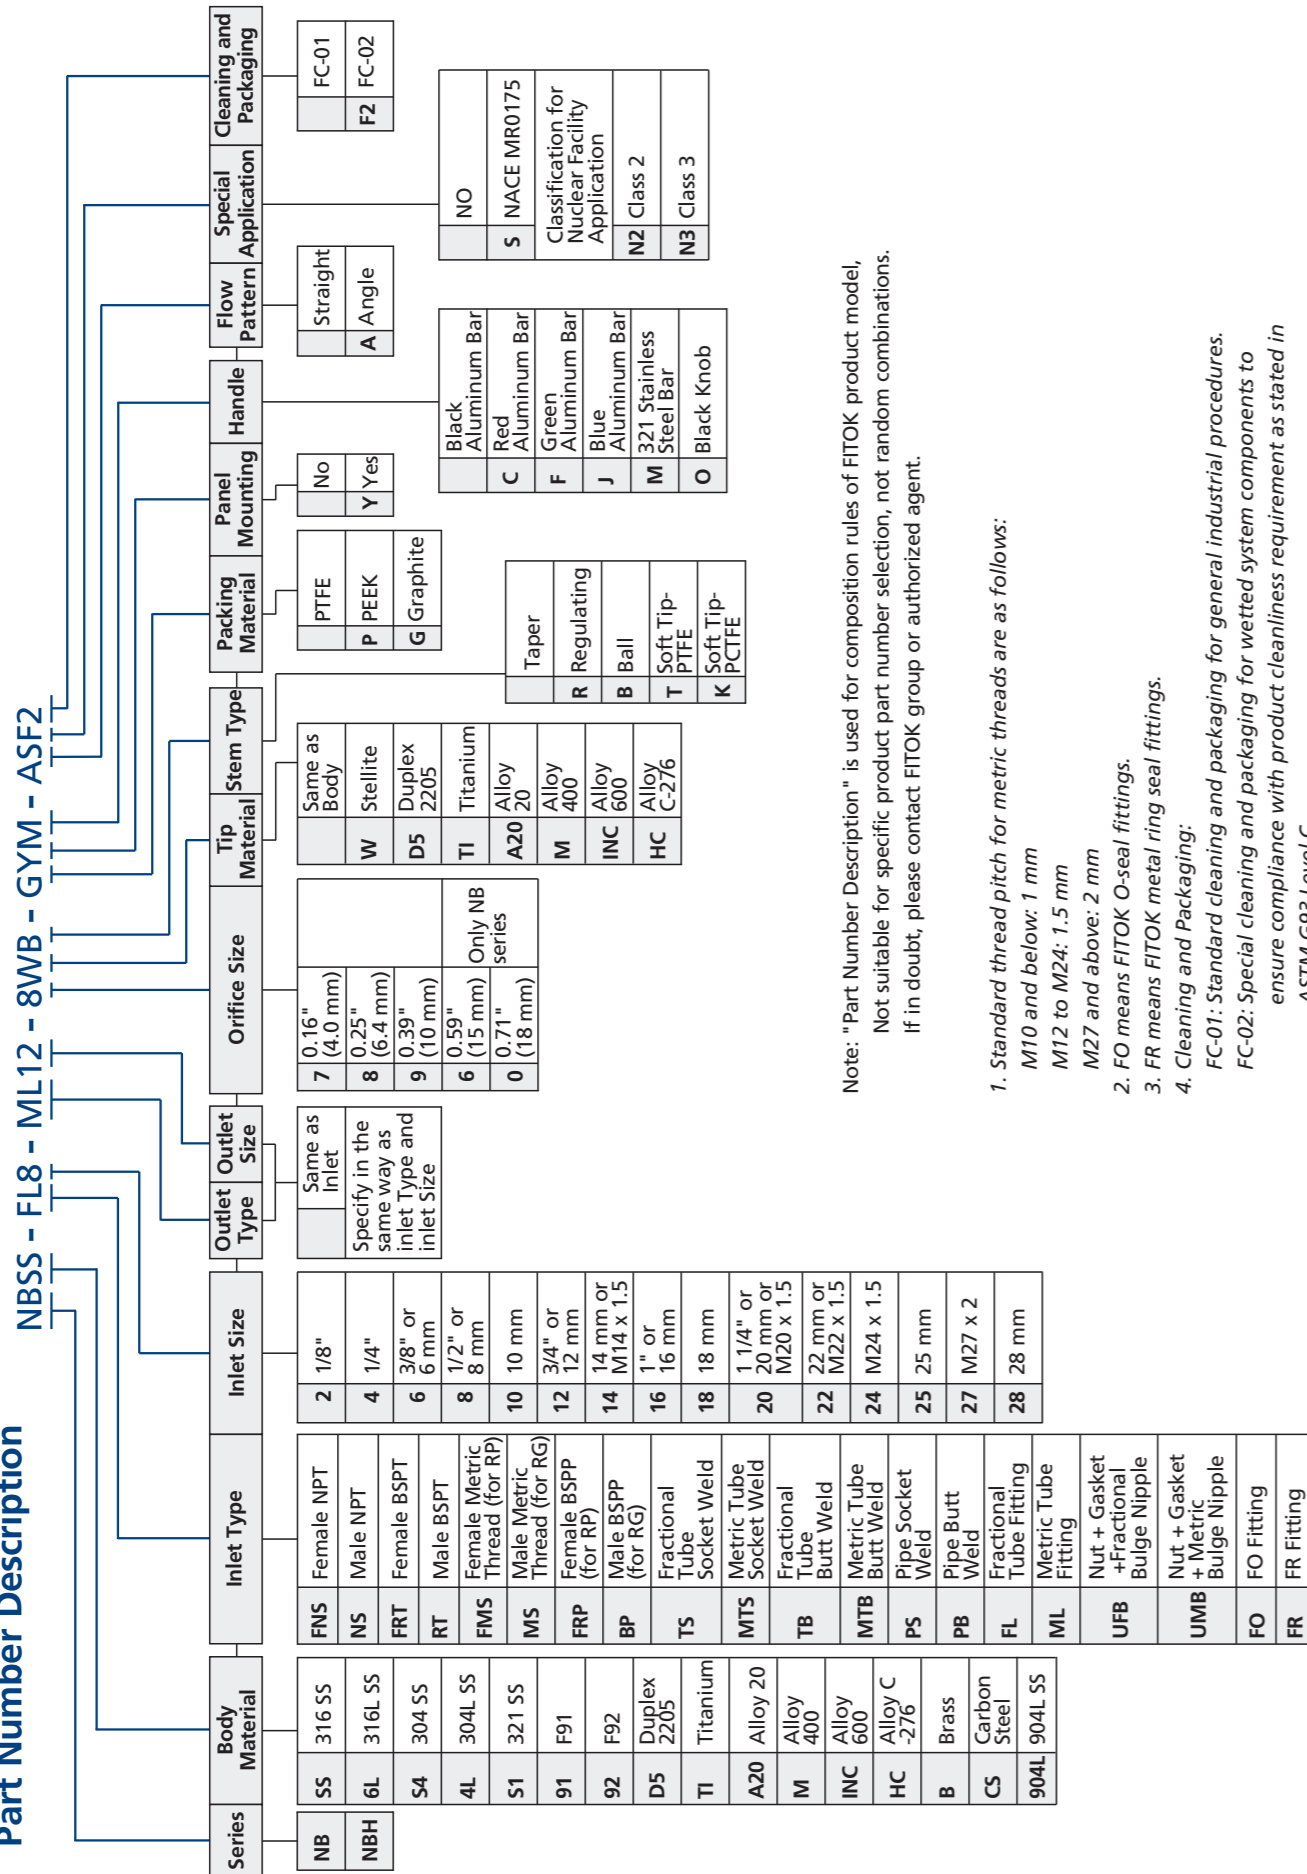 Part Number Description
NBSS - FL8 - ML12 - 8WB - GYM - ASF2
Series
NB
NBH
Body
Material
SS 316 SS
6L 316L SS
S4 304 SS
4L 304L SS
S1 321 SS
91 F91
92 F92
D5 Duplex
2205
TI Titanium
A20 Alloy 20
M Alloy
400
INC Alloy
600
HC Alloy C
-276
B Brass
CS Carbon
Steel
904L 904L SS
Inlet Type
FNS Female NPT
NS Male NPT
FRT Female BSPT
RT Male BSPT
FMS Female Metric
Thread (for RP)
MS Male Metric
Thread (for RG)
FRP Female BSPP
(for RP)
BP Male BSPP
(for RG)
TS Fractional
Tube
Socket Weld
MTS Metric Tube
Socket Weld
TB Fractional
Tube
Butt Weld
MTB Metric Tube
Butt Weld
PS Pipe Socket
Weld
PB Pipe Butt
Weld
FL Fractional
Tube Fitting
ML Metric Tube
Fitting
UFB Nut + Gasket
+Fractional
Bulge Nipple
UMB Nut + Gasket
+ Metric
Bulge Nipple
FO FO Fitting
FR FR Fitting
Inlet Size
2 1/8"
4 1/4"
6 3/8" or
6 mm
8 1/2" or
8 mm
10 10 mm
12 3/4" or
12 mm
14 14 mm or
M14 x 1.5
16 1" or
16 mm
18 18 mm
20 1 1/4" or
20 mm or
M20 x 1.5
22 22 mm or
M22 x 1.5
24 M24 x 1.5
25 25 mm
27 M27 x 2
28 28 mm
Outlet
Type
Outlet
Size
Same as
Inlet
Specify in the
same way as
inlet Type and
inlet Size
Orifice Size
7 0.16"
(4.0 mm)
8 0.25"
(6.4 mm)
9 0.39"
(10 mm)
6 0.59"
(15 mm)
0 0.71"
(18 mm)
Only NB
series
Tip
Material
Same as
Body
W Stellite
D5 Duplex
2205
TI Titanium
A20 Alloy
20
M Alloy
400
INC Alloy
600
HC Alloy
C-276
Stem Type
Taper
R Regulating
B Ball
T Soft Tip-
PTFE
K Soft Tip-
PCTFE
Packing
Material
PTFE
P PEEK
G Graphite
Panel
Mounting
No
Y Yes
Handle
Black
Aluminum Bar
C Red
Aluminum Bar
F Green
Aluminum Bar
J Blue
Aluminum Bar
M 321 Stainless
Steel Bar
O Black Knob
Flow
Pattern
Straight
A Angle
Special
Application
NO
S NACE MR0175
Classification for
Nuclear Facility
Application
N2 Class 2
N3 Class 3
Cleaning and
Packaging
FC-01
F2 FC-02
Note: "Part Number Description" is used for composition rules of FITOK product model,
Not suitable for specific product part number selection, not random combinations.
If in doubt, please contact FITOK group or authorized agent.
1. Standard thread pitch for metric threads are as follows:
M10 and below: 1 mm
M12 to M24: 1.5 mm
M27 and above: 2 mm
2. FO means FITOK O-seal fittings.
3. FR means FITOK metal ring seal fittings.
4. Cleaning and Packaging:
FC-01: Standard cleaning and packaging for general industrial procedures.
FC-02: Special cleaning and packaging for wetted system components to
ensure compliance with product cleanliness requirement as stated in
ASTM G93 Level C